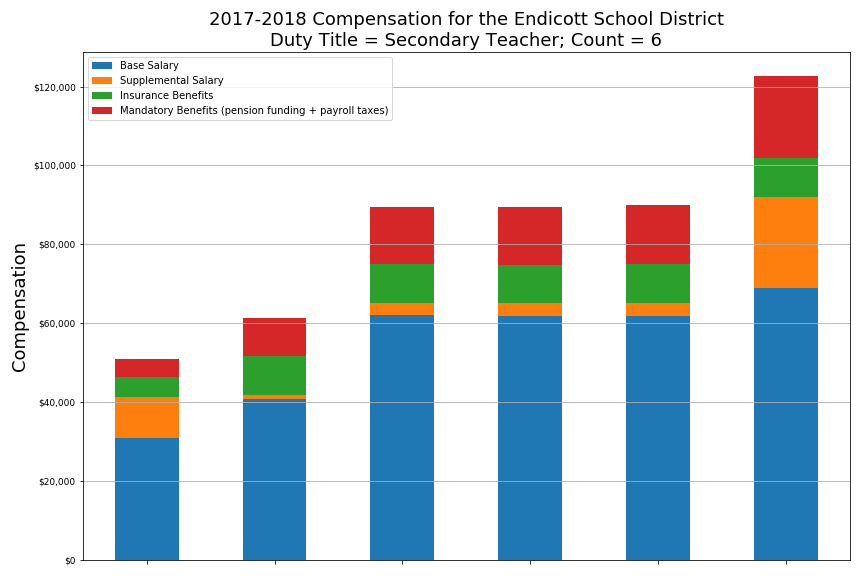 2017-2018 Compensation for the Endicott School District
Duty Title = Secondary Teacher; Count = 6
Base Salary
Supplemental Salary
Insurance Benefits
Mandatory Benefits (pension funding + payroll taxes)
$120,000
$100,000
$80,000
$60,000
$40,000
$20,000
$0
Compensation